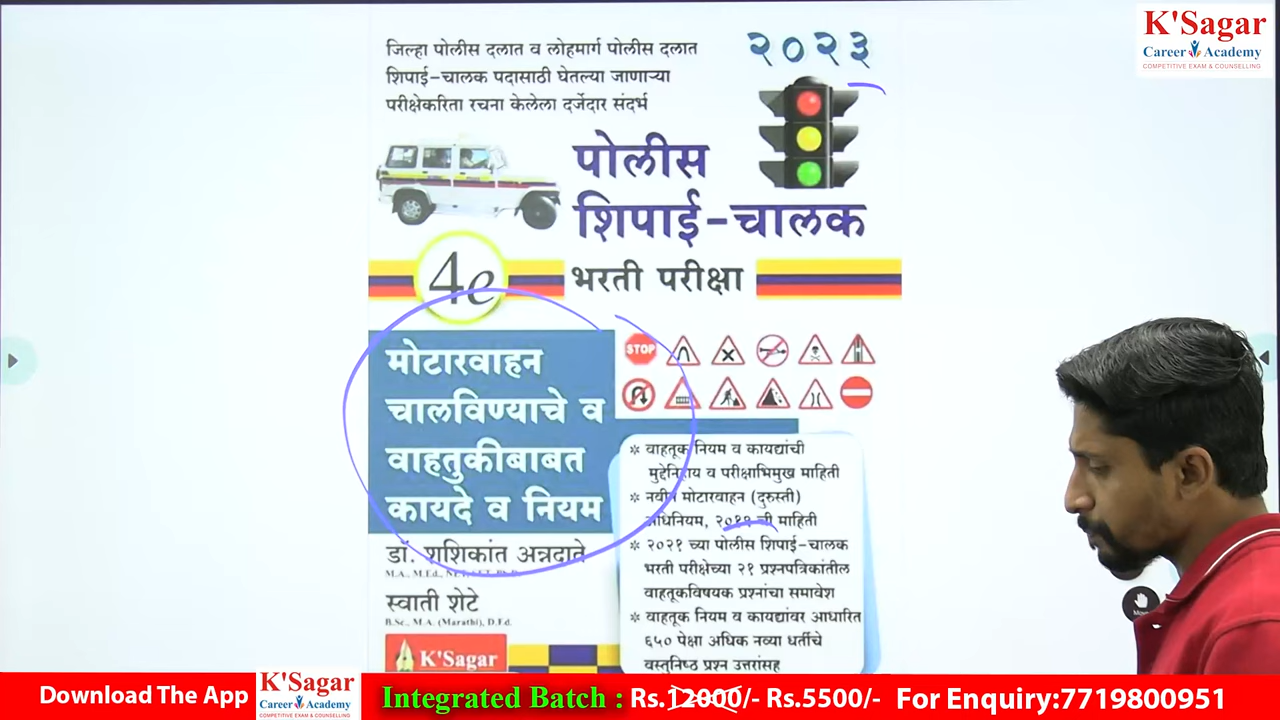 K'Sagar
Career Academy
COMPETITIVE EXAM & COUNSELLING
जिल्हा पोलीस दलात व लोहमार्ग पोलीस दलात
शिपाई-चालक पदासाठी घेतल्या जाणाऱ्या
परीक्षेकरिता रचना केलेला दर्जेदार संदर्भ
२०२३
पोलीस
शिपाई-चालक
4e
भरती परीक्षा
मोटारवाहन
चालविण्याचे व
वाहतुकीबाबत
कायदे व नियम
STOP
* वाहतूक नियम व कायद्यांची
मुद्देनिहाय व परीक्षाभिमुख माहिती
* नवीन मोटारवाहन (दुरुस्ती)
अधिनियम, २०१९ ची माहिती
* २०२१ च्या पोलीस शिपाई-चालक
भरती परीक्षेच्या २१ प्रश्नपत्रिकांतील
वाहतूकविषयक प्रश्नांचा समावेश
* वाहतूक नियम व कायद्यांवर आधारित
६५० पेक्षा अधिक नव्या धर्तीचे
वस्तुनिष्ठ प्रश्न उत्तरांसह
डॉ. शशिकांत अन्नदाते
M.A., M.Ed.,
स्वाती शेटे
B.Sc., M.A. (Marathi), D.Ed.
K'Sagar
Download The App
K'Sagar
Career Academy
COMPETITIVE EXAM & COUNSELLING
Integrated Batch : Rs.12000/- Rs.5500/- For Enquiry:7719800951